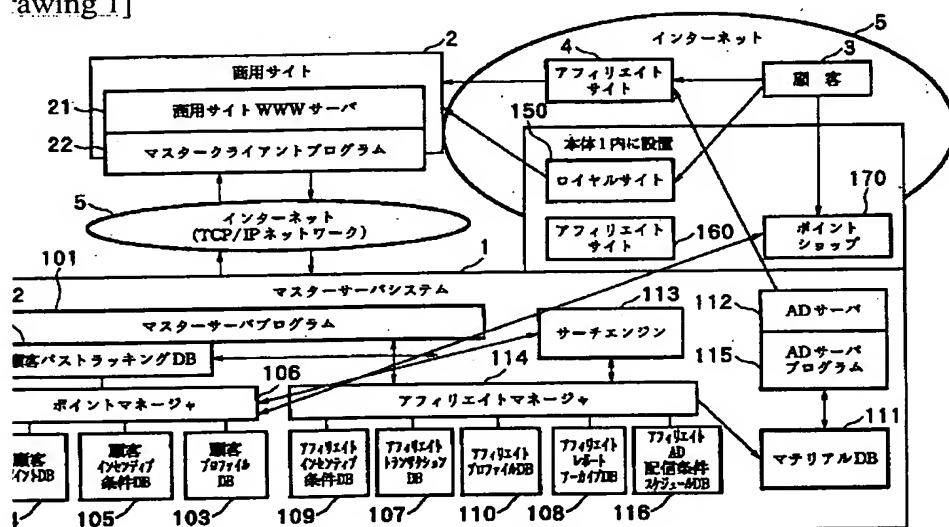 awing 1]
5
2
4
インターネット
3
商用サイト
アフィリエイト
サイト
顧 客
21
商用サイトWWWサーバ
150
22
マスタークライアントプログラム
本体1内に設置
ロイヤルサイト
170
5
インターネット
(TCP/IPネットワーク)
アフィリエイト
サイト
160
ポイント
ショップ
101
1
2
マスターサーバシステム
113
112
ADサーバ
マスターサーバプログラム
サーチエンジン
顧客パストラッキングDB
114
115
ADサーバ
プログラム
106
ポイントマネージャ
アフィリエイトマネージャ
111
顧客
イントDB
顧客
インセンティブ
条件DB
顧客
プロファイル
DB
アフィリエイト
インセンティブ
条件DB
アフィリエイト
トランザクション
DB
アフィリエイト
プロファイルDB
アフィリエイト
レポート
アーカイブDB
アフィリエイト
AD
配信条件
スケジュールDB
マテリアルDB
4
105
103
109
107
110
108
116